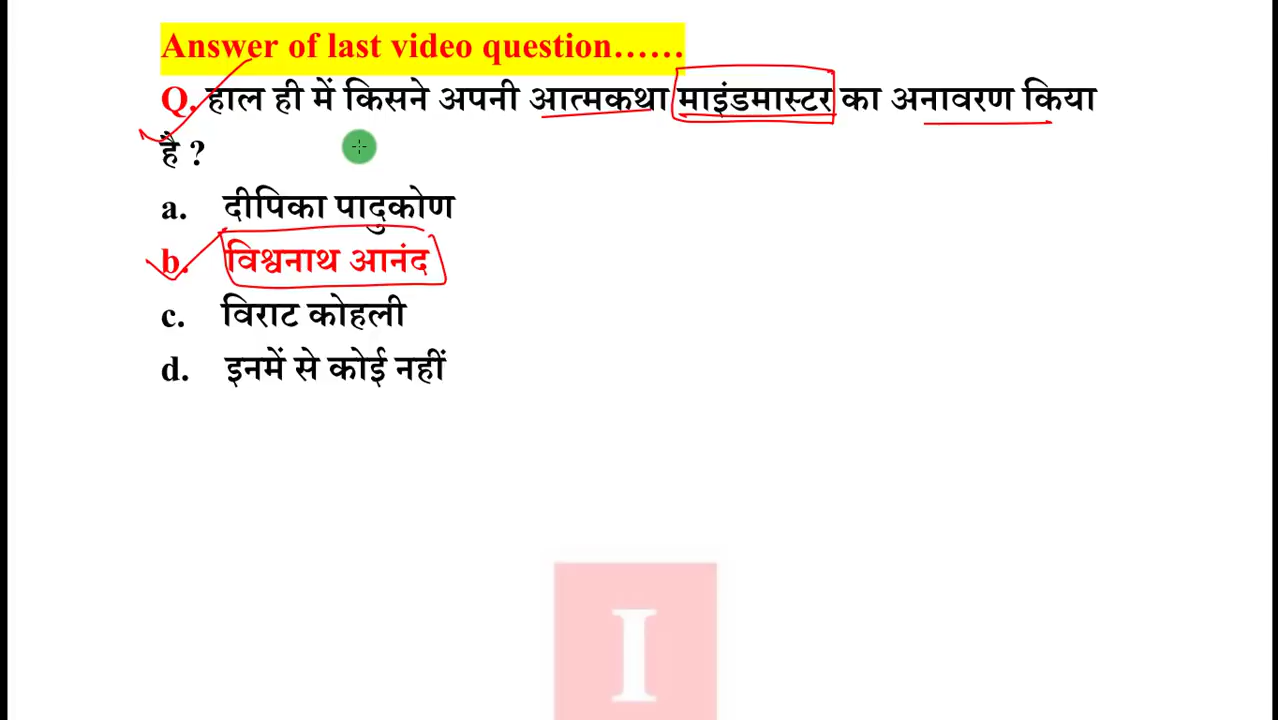 Answer of last video question......
Q. हाल ही में किसने अपनी आत्मकथा माइंडमास्टर का अनावरण किया
है ?
a. दीपिका पादुकोण
b. विश्वनाथ आनंद
c. विराट कोहली
d. इनमें से कोई नहीं
I